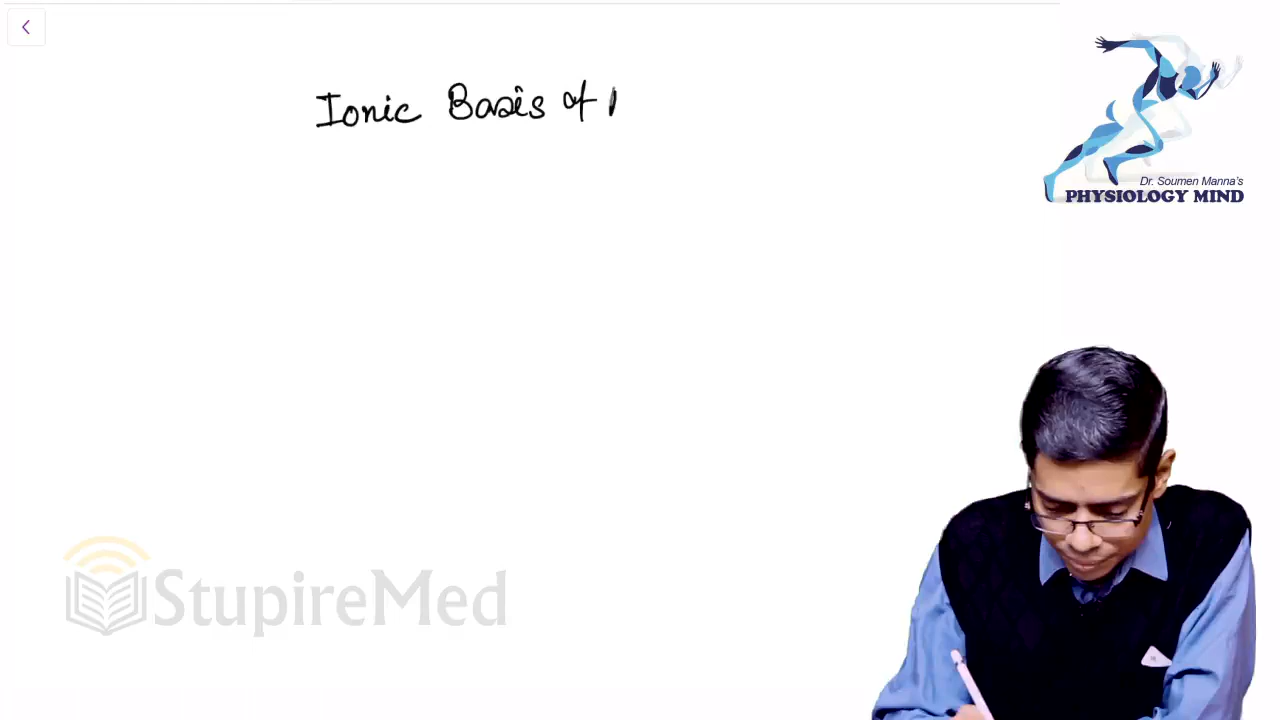 Ionic Basis of
Dr. Soumen Manna's
PHYSIOLOGY MIND
StupireMed